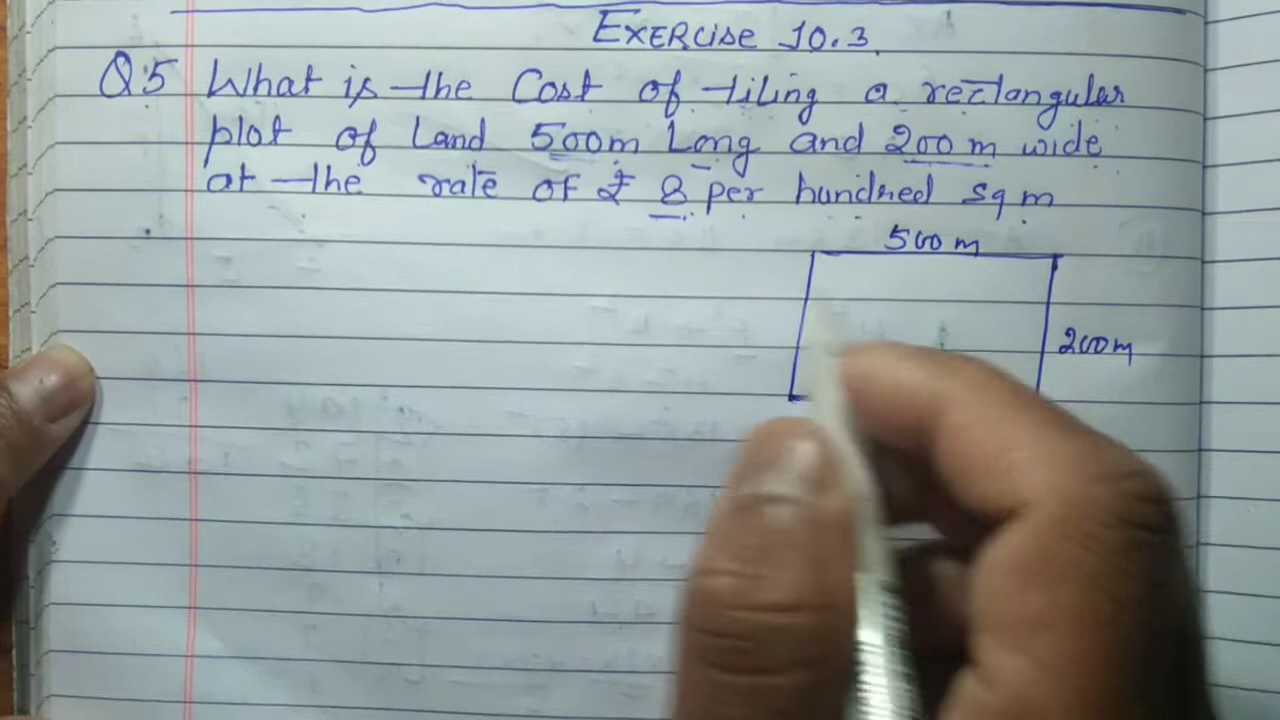 EXERCISE 10.3
Q5 What is the Cost of tiling a rectangular
plot of Land 500m Long and 200 m wide
at the rate of ₹ 8 per hundred sq m
500 m
200m